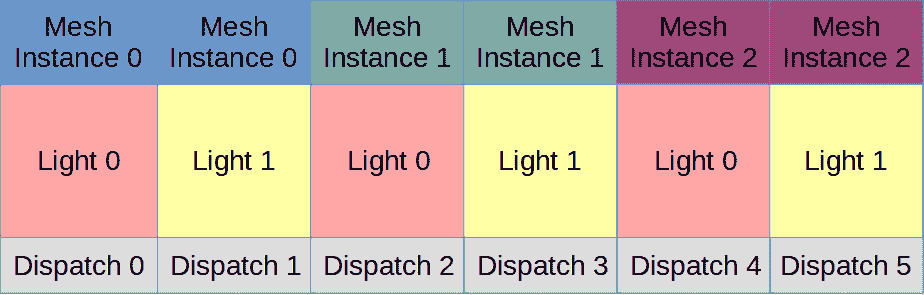 Mesh Instance 0
Mesh Instance 0
Mesh Instance 1
Mesh Instance 1
Mesh Instance 2
Mesh Instance 2
Light 0
Light 1
Light 0
Light 1
Light 0
Light 1
Dispatch 0
Dispatch 1
Dispatch 2
Dispatch 3
Dispatch 4
Dispatch 5